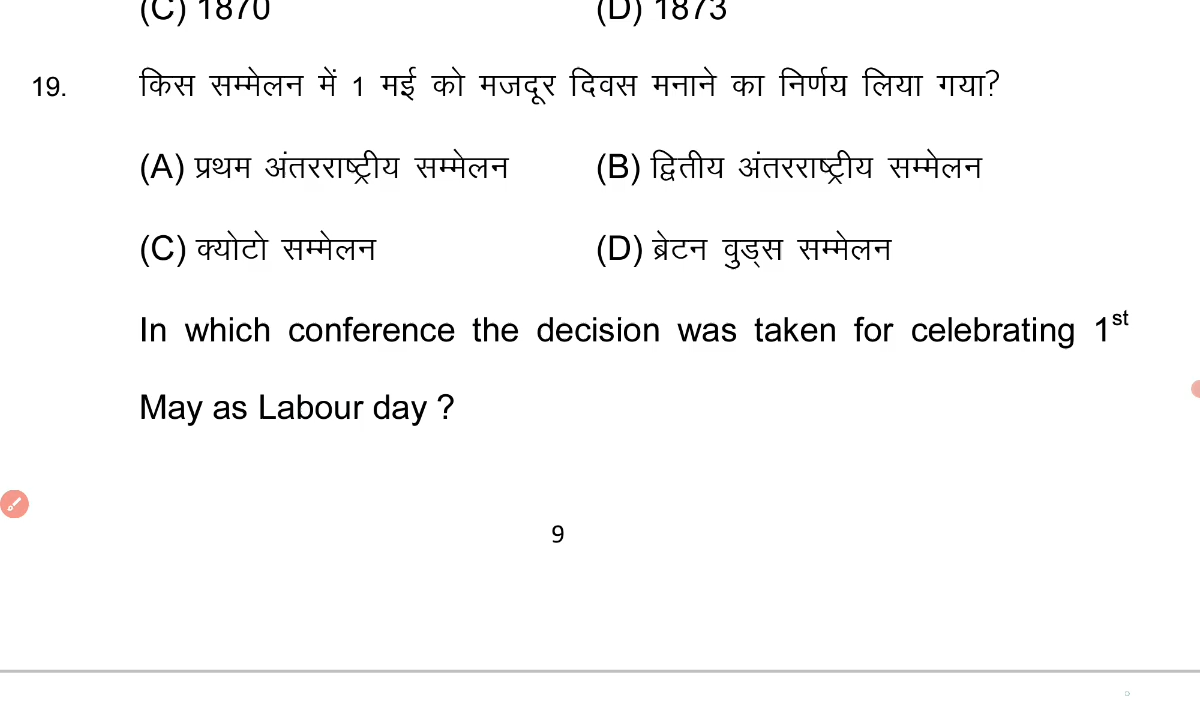 (C) 1870 (D) 1873
19. किस सम्मेलन में 1 मई को मजदूर दिवस मनाने का निर्णय लिया गया?
(A) प्रथम अंतरराष्ट्रीय सम्मेलन (B) द्वितीय अंतरराष्ट्रीय सम्मेलन
(C) क्योटो सम्मेलन (D) ब्रेटन वुड्स सम्मेलन
In which conference the decision was taken for celebrating 1st
May as Labour day ?
9